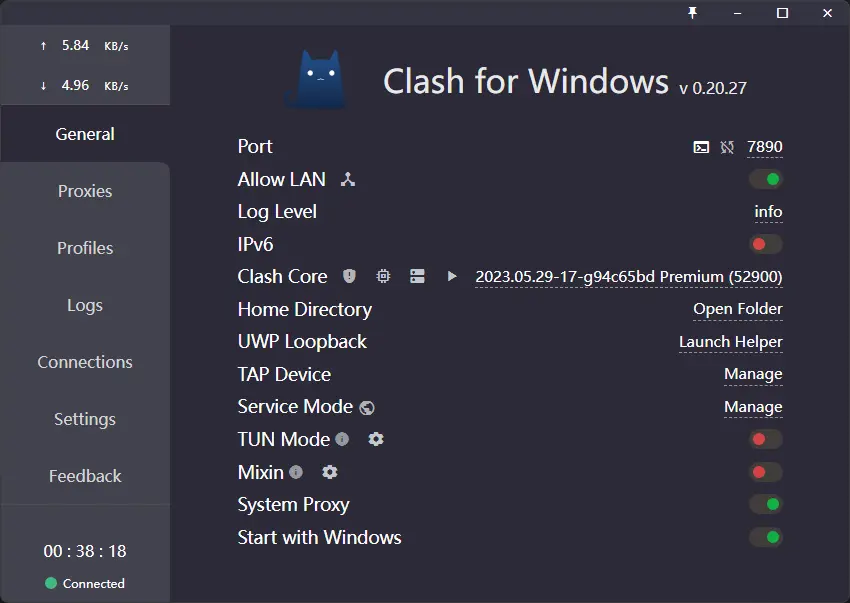 ↑ 5.84 KB/s
↓ 4.96 KB/s
General
Proxies
Profiles
Logs
Connections
Settings
Feedback
00 : 38 : 18
Connected
Clash for Windows v 0.20.27
Port 7890
Allow LAN
Log Level info
IPv6
Clash Core 2023.05.29-17-g94c65bd Premium (52900)
Home Directory Open Folder
UWP Loopback Launch Helper
TAP Device Manage
Service Mode Manage
TUN Mode
Mixin
System Proxy
Start with Windows